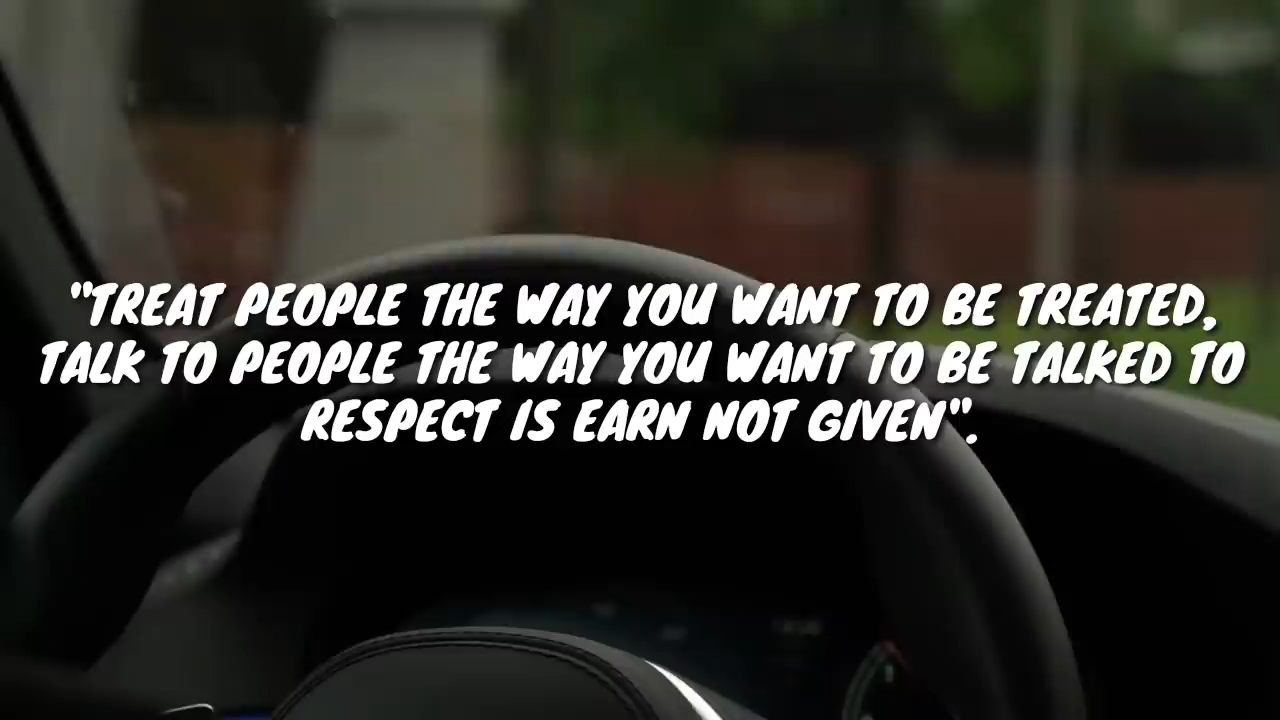 "TREAT PEOPLE THE WAY YOU WANT TO BE TREATED,
TALK TO PEOPLE THE WAY YOU WANT TO BE TALKED TO
RESPECT IS EARN NOT GIVEN".